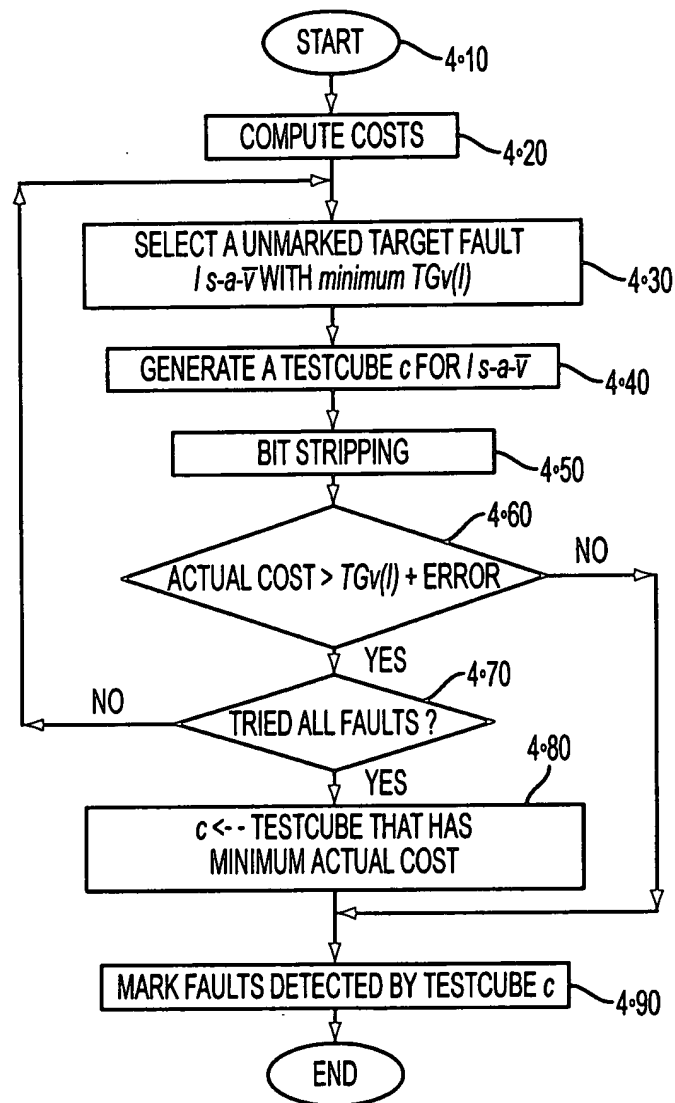 START
4•10
COMPUTE COSTS
4•20
SELECT A UNMARKED TARGET FAULT
l s-a-v̅ WITH minimum TGv(l)
4•30
GENERATE A TESTCUBE c FOR l s-a-v̅
4•40
BIT STRIPPING
4•50
4•60
ACTUAL COST > TGv(l) + ERROR
NO
YES
4•70
NO
TRIED ALL FAULTS ?
YES
4•80
c <-- TESTCUBE THAT HAS
MINIMUM ACTUAL COST
MARK FAULTS DETECTED BY TESTCUBE c
4•90
END